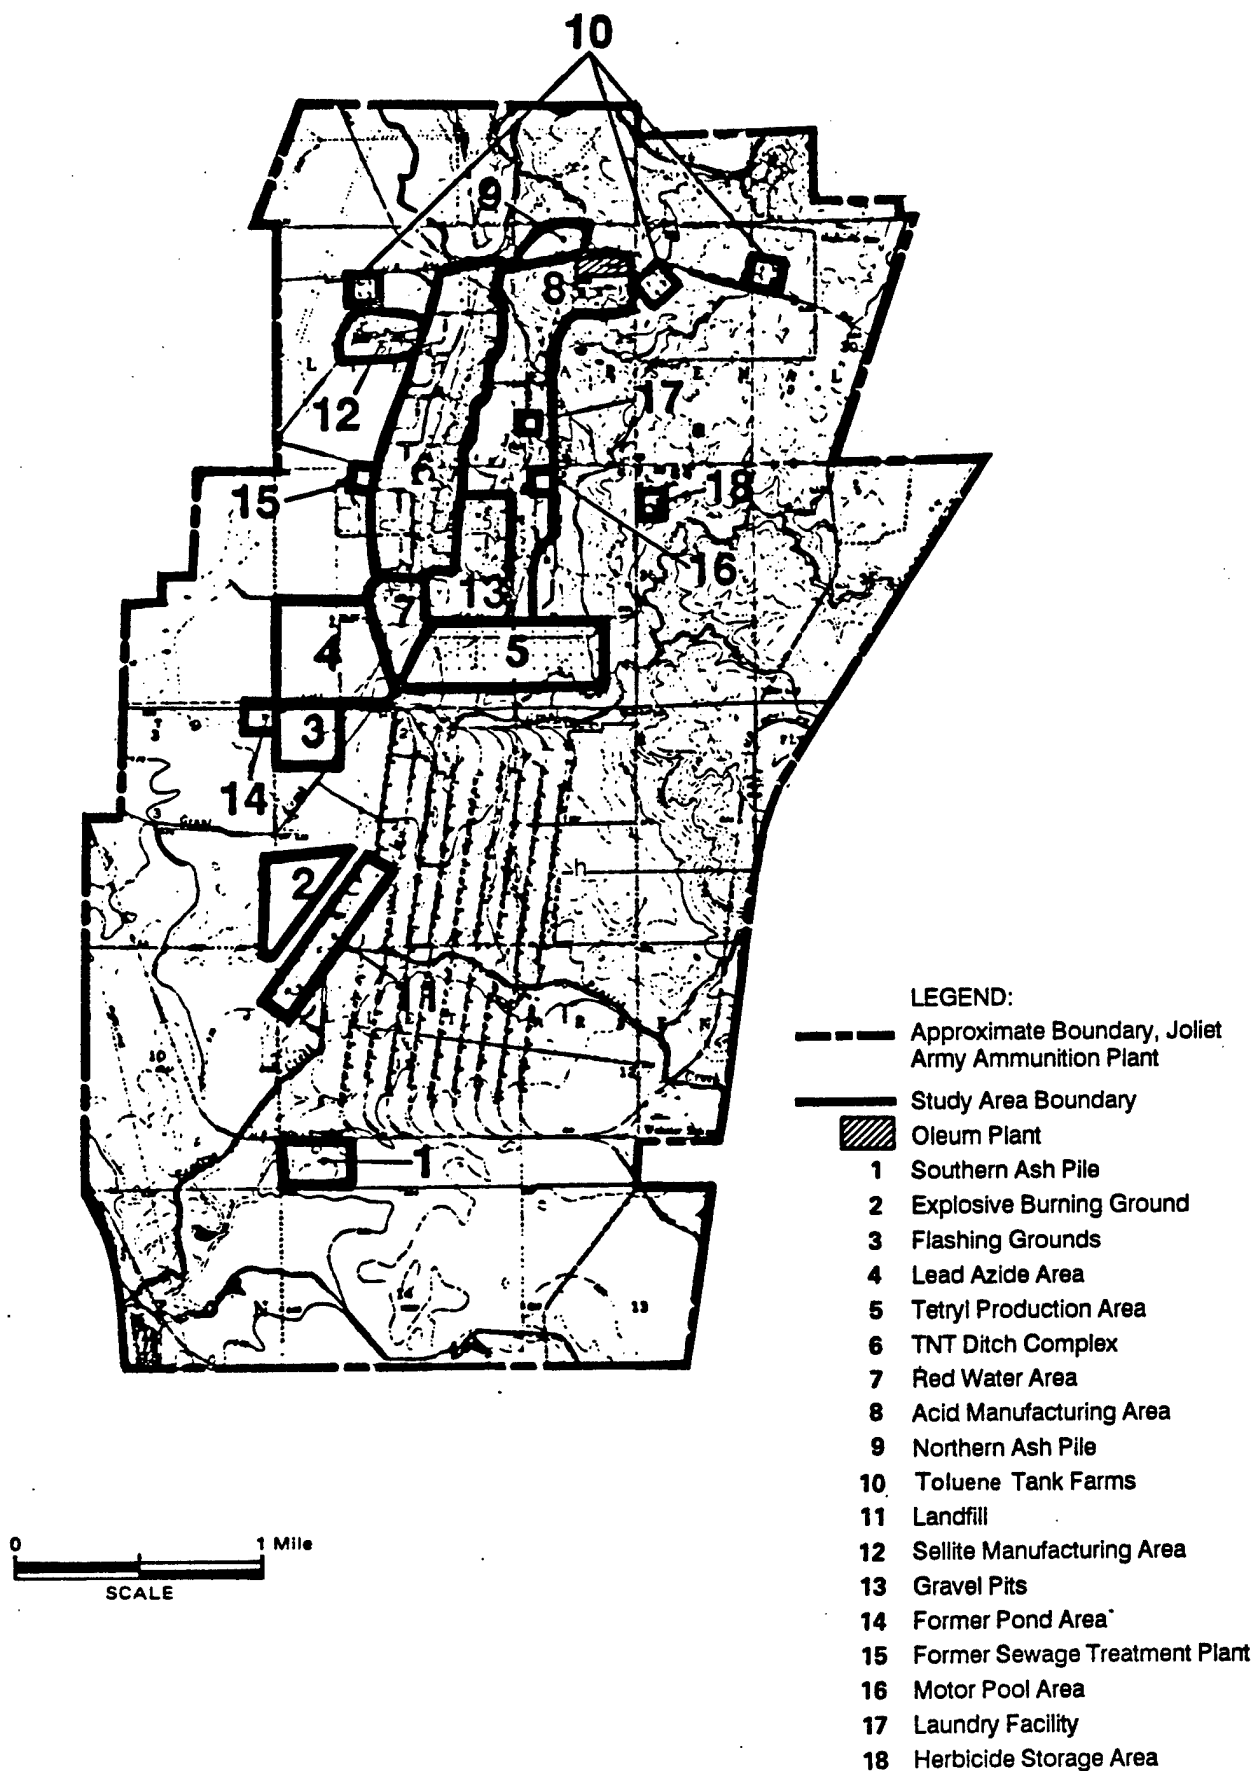 10
9
8
12
17
15
18
16
13
7
4
5
3
14
2
11
1
13
0 1 Mile
SCALE
LEGEND:
Approximate Boundary, Joliet
Army Ammunition Plant
Study Area Boundary
Oleum Plant
1 Southern Ash Pile
2 Explosive Burning Ground
3 Flashing Grounds
4 Lead Azide Area
5 Tetryl Production Area
6 TNT Ditch Complex
7 Red Water Area
8 Acid Manufacturing Area
9 Northern Ash Pile
10 Toluene Tank Farms
11 Landfill
12 Sellite Manufacturing Area
13 Gravel Pits
14 Former Pond Area
15 Former Sewage Treatment Plant
16 Motor Pool Area
17 Laundry Facility
18 Herbicide Storage Area